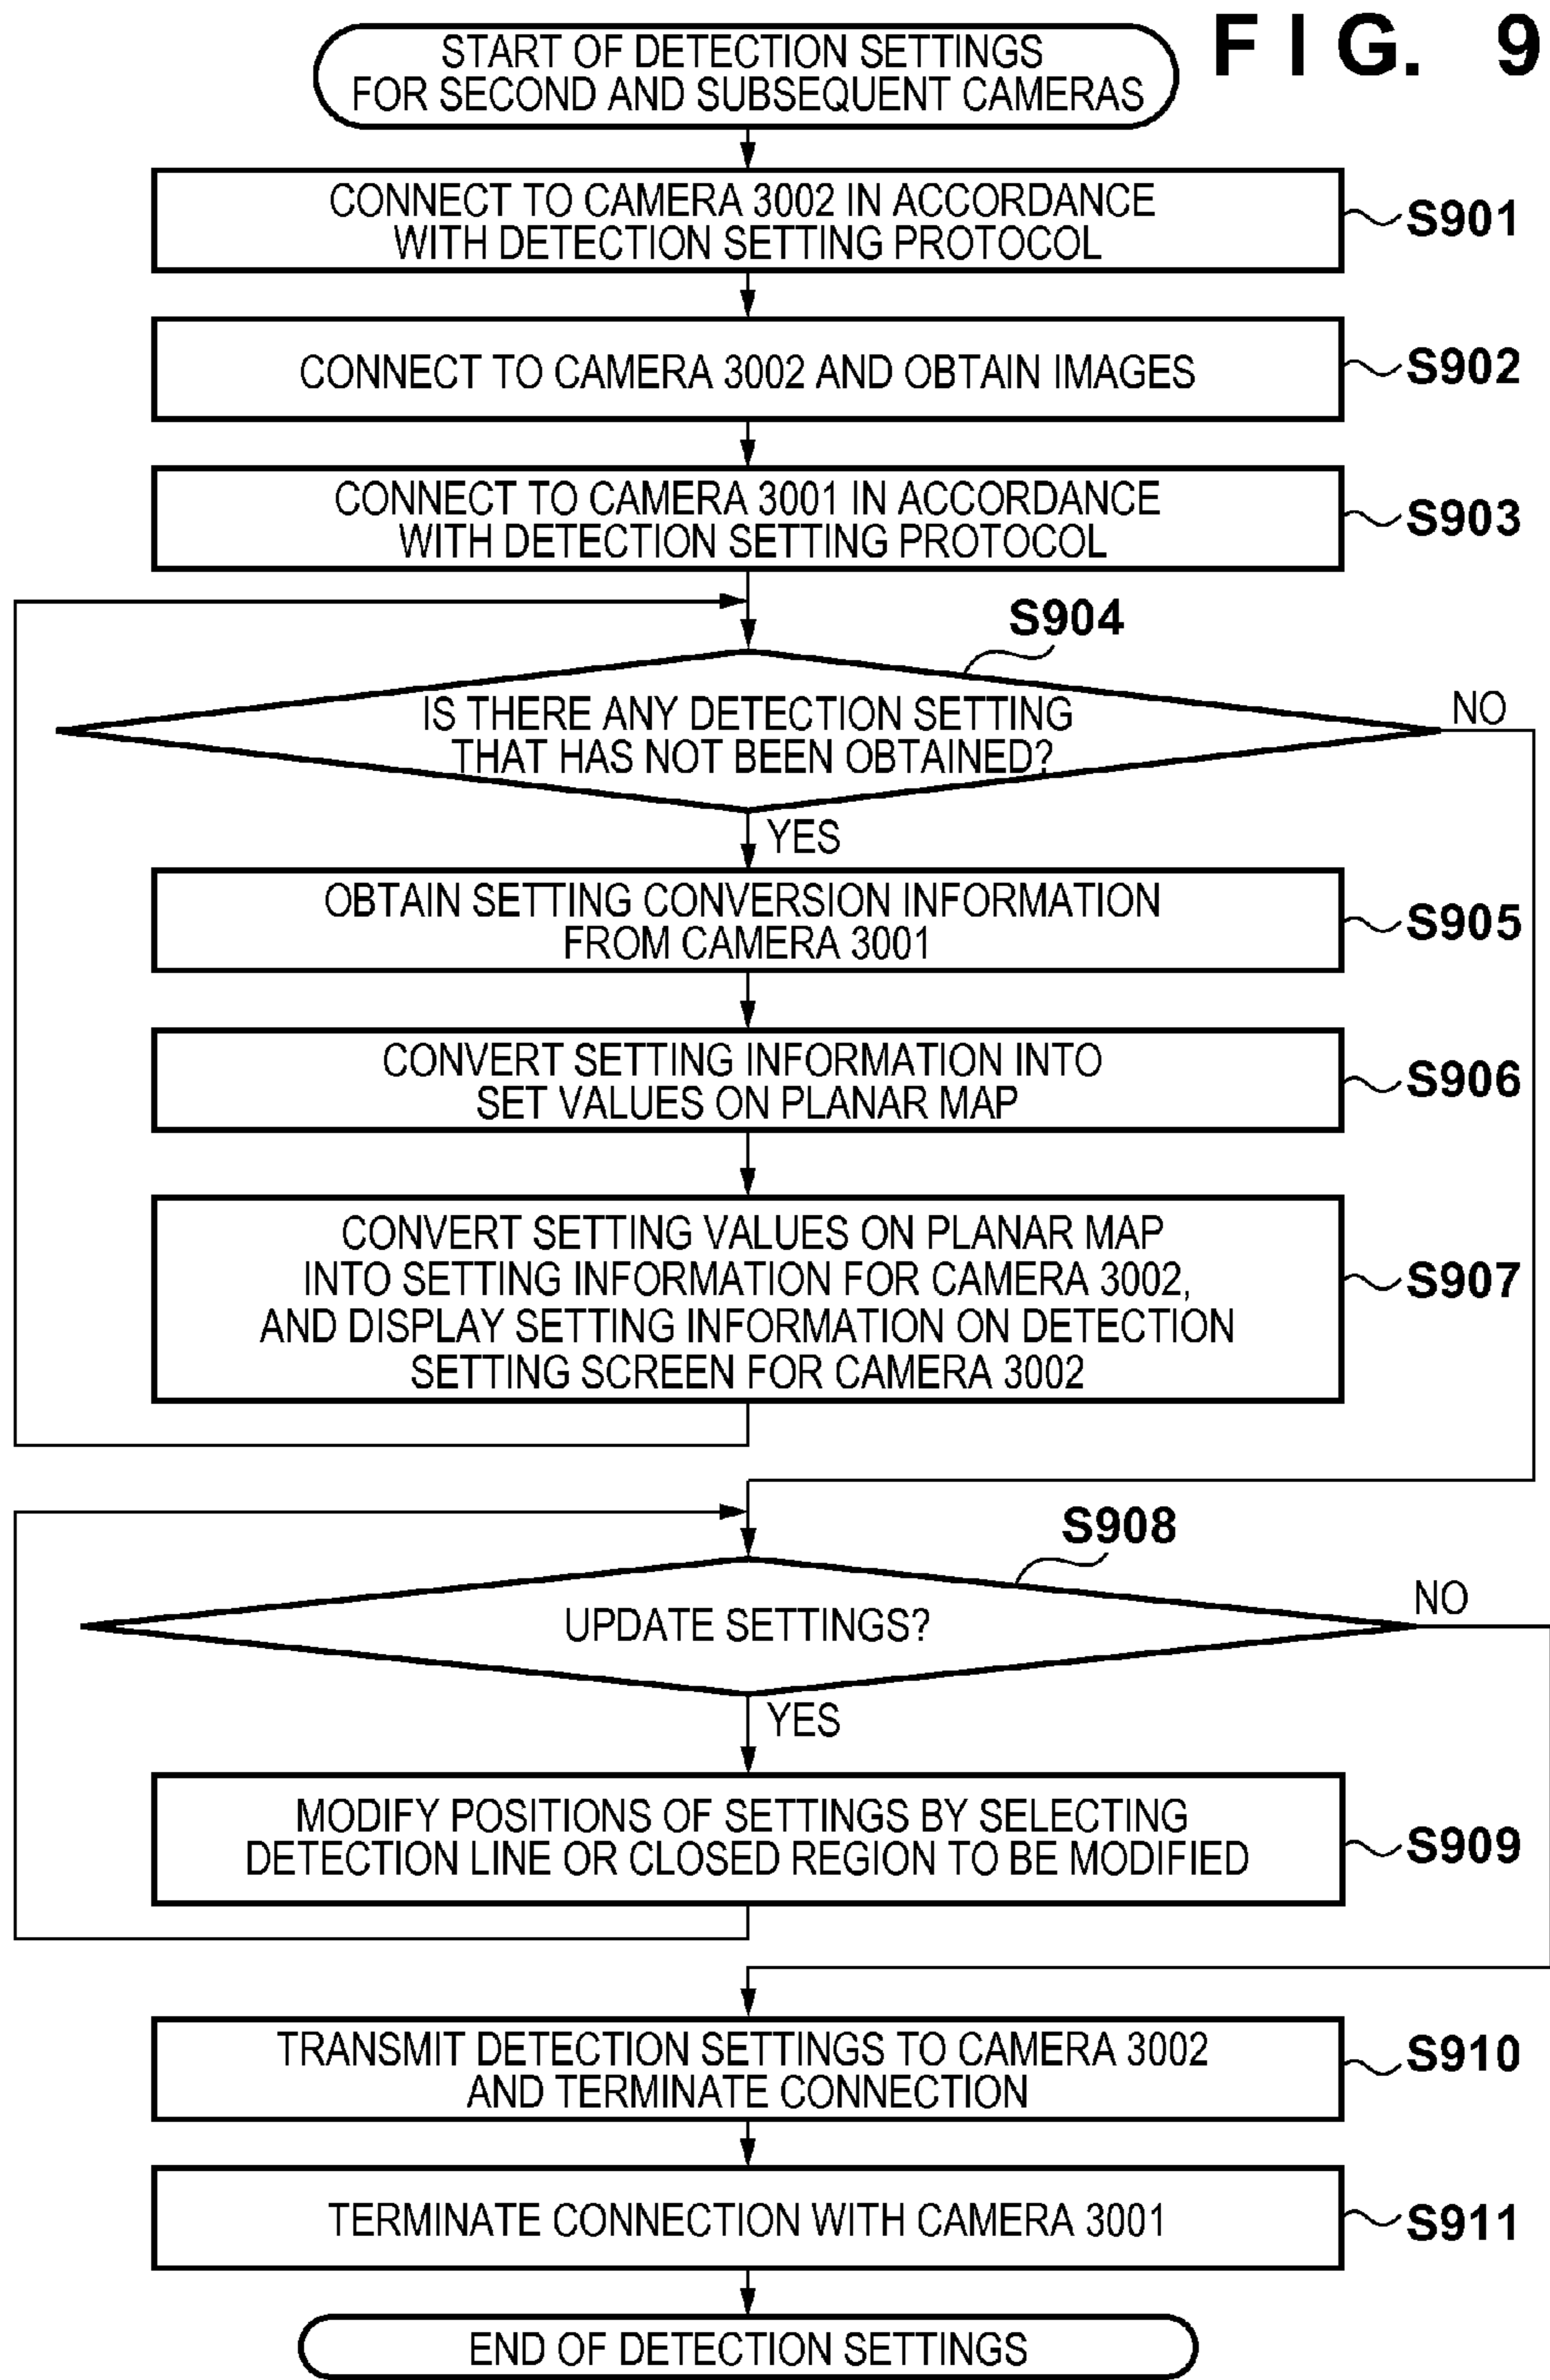 FIG. 9
START OF DETECTION SETTINGS
FOR SECOND AND SUBSEQUENT CAMERAS
CONNECT TO CAMERA 3002 IN ACCORDANCE
WITH DETECTION SETTING PROTOCOL
S901
CONNECT TO CAMERA 3002 AND OBTAIN IMAGES
S902
CONNECT TO CAMERA 3001 IN ACCORDANCE
WITH DETECTION SETTING PROTOCOL
S903
S904
IS THERE ANY DETECTION SETTING
THAT HAS NOT BEEN OBTAINED?
NO
YES
OBTAIN SETTING CONVERSION INFORMATION
FROM CAMERA 3001
S905
CONVERT SETTING INFORMATION INTO
SET VALUES ON PLANAR MAP
S906
CONVERT SETTING VALUES ON PLANAR MAP
INTO SETTING INFORMATION FOR CAMERA 3002,
AND DISPLAY SETTING INFORMATION ON DETECTION
SETTING SCREEN FOR CAMERA 3002
S907
S908
UPDATE SETTINGS?
NO
YES
MODIFY POSITIONS OF SETTINGS BY SELECTING
DETECTION LINE OR CLOSED REGION TO BE MODIFIED
S909
TRANSMIT DETECTION SETTINGS TO CAMERA 3002
AND TERMINATE CONNECTION
S910
TERMINATE CONNECTION WITH CAMERA 3001
S911
END OF DETECTION SETTINGS